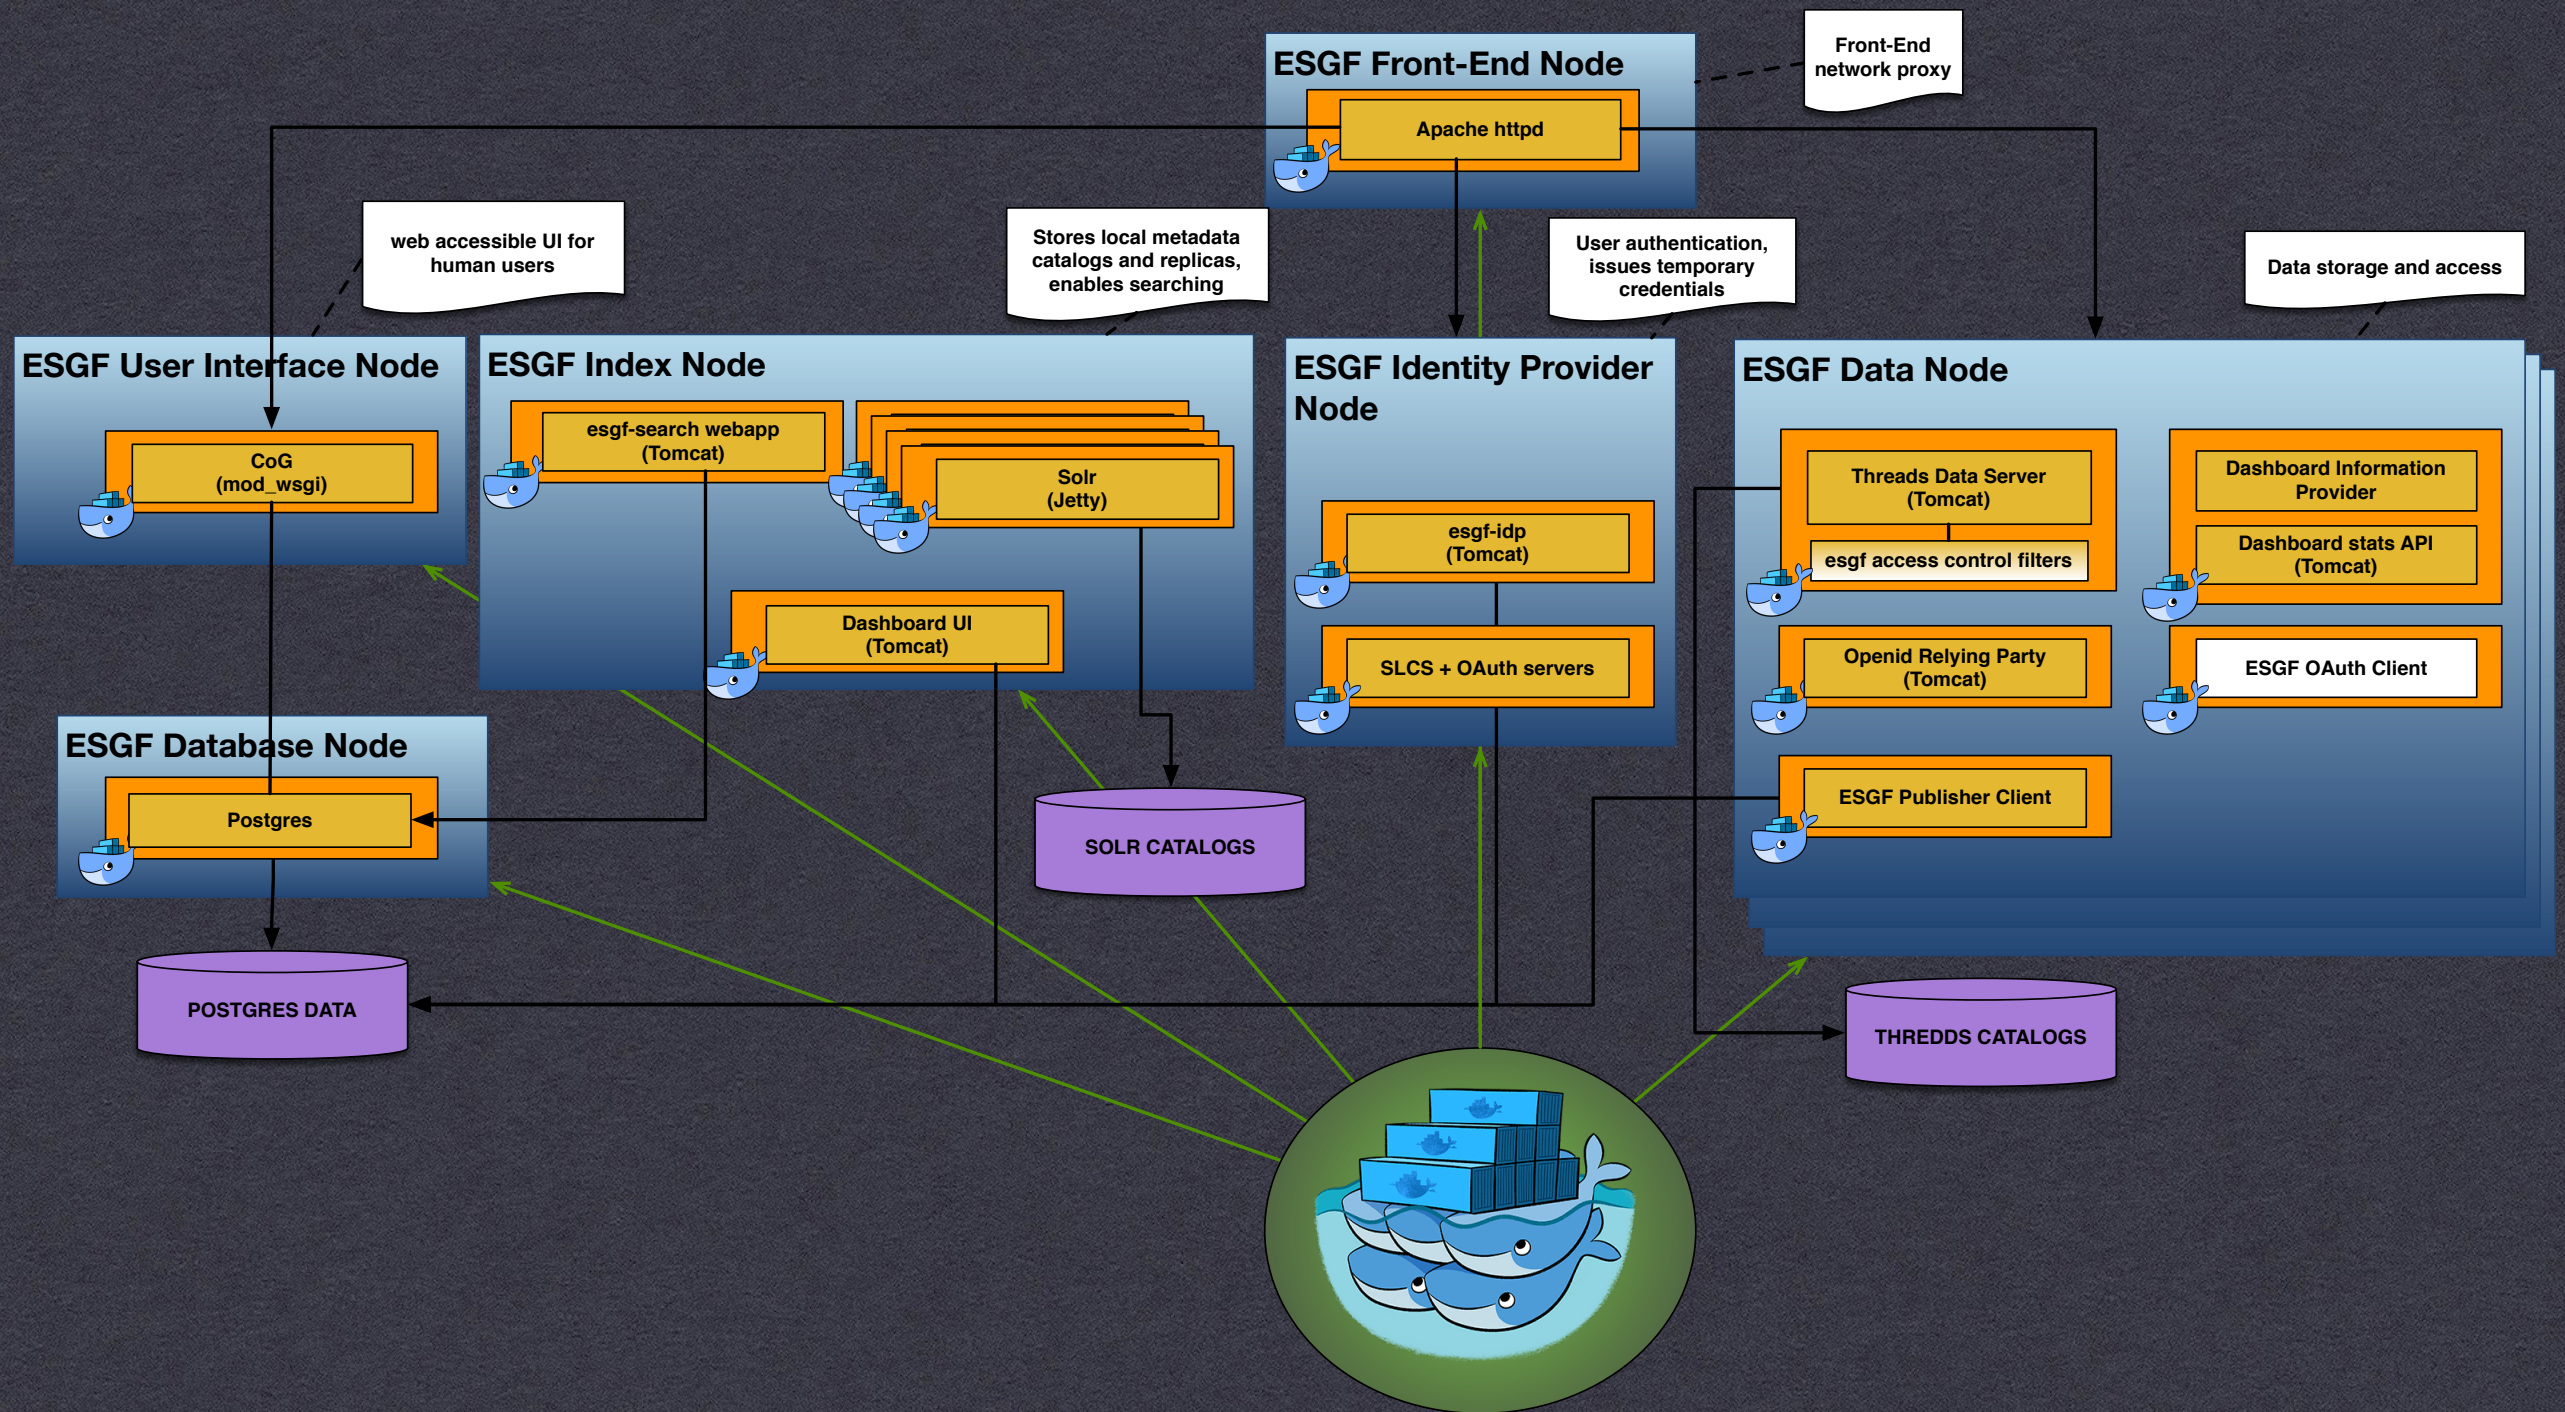 ESGF Front-End Node
Apache httpd
Front-End
network proxy
web accessible UI for
human users
Stores local metadata
catalogs and replicas,
enables searching
User authentication,
issues temporary
credentials
Data storage and access
ESGF User Interface Node
CoG
(mod_wsgi)
ESGF Index Node
esgf-search webapp
(Tomcat)
Solr
(Jetty)
Dashboard UI
(Tomcat)
ESGF Identity Provider
Node
esgf-idp
(Tomcat)
SLCS + OAuth servers
ESGF Data Node
Threads Data Server
(Tomcat)
esgf access control filters
Dashboard Information
Provider
Dashboard stats API
(Tomcat)
Openid Relying Party
(Tomcat)
ESGF OAuth Client
ESGF Publisher Client
ESGF Database Node
Postgres
SOLR CATALOGS
POSTGRES DATA
THREDDS CATALOGS